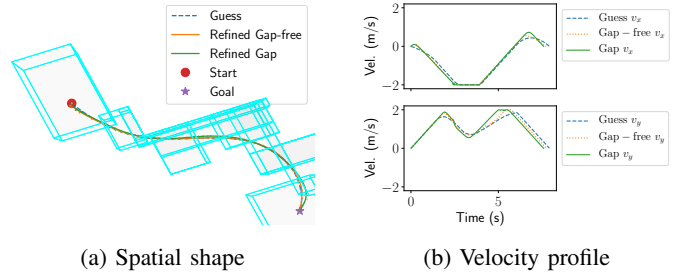 Guess
Refined Gap-free
Refined Gap
Start
Goal
(a) Spatial shape
Vel. (m/s)
0
−2
Guess v_x
Gap − free v_x
Gap v_x
Vel. (m/s)
2
0
2
0
5
Time (s)
Guess v_y
Gap − free v_y
Gap v_y
(b) Velocity profile